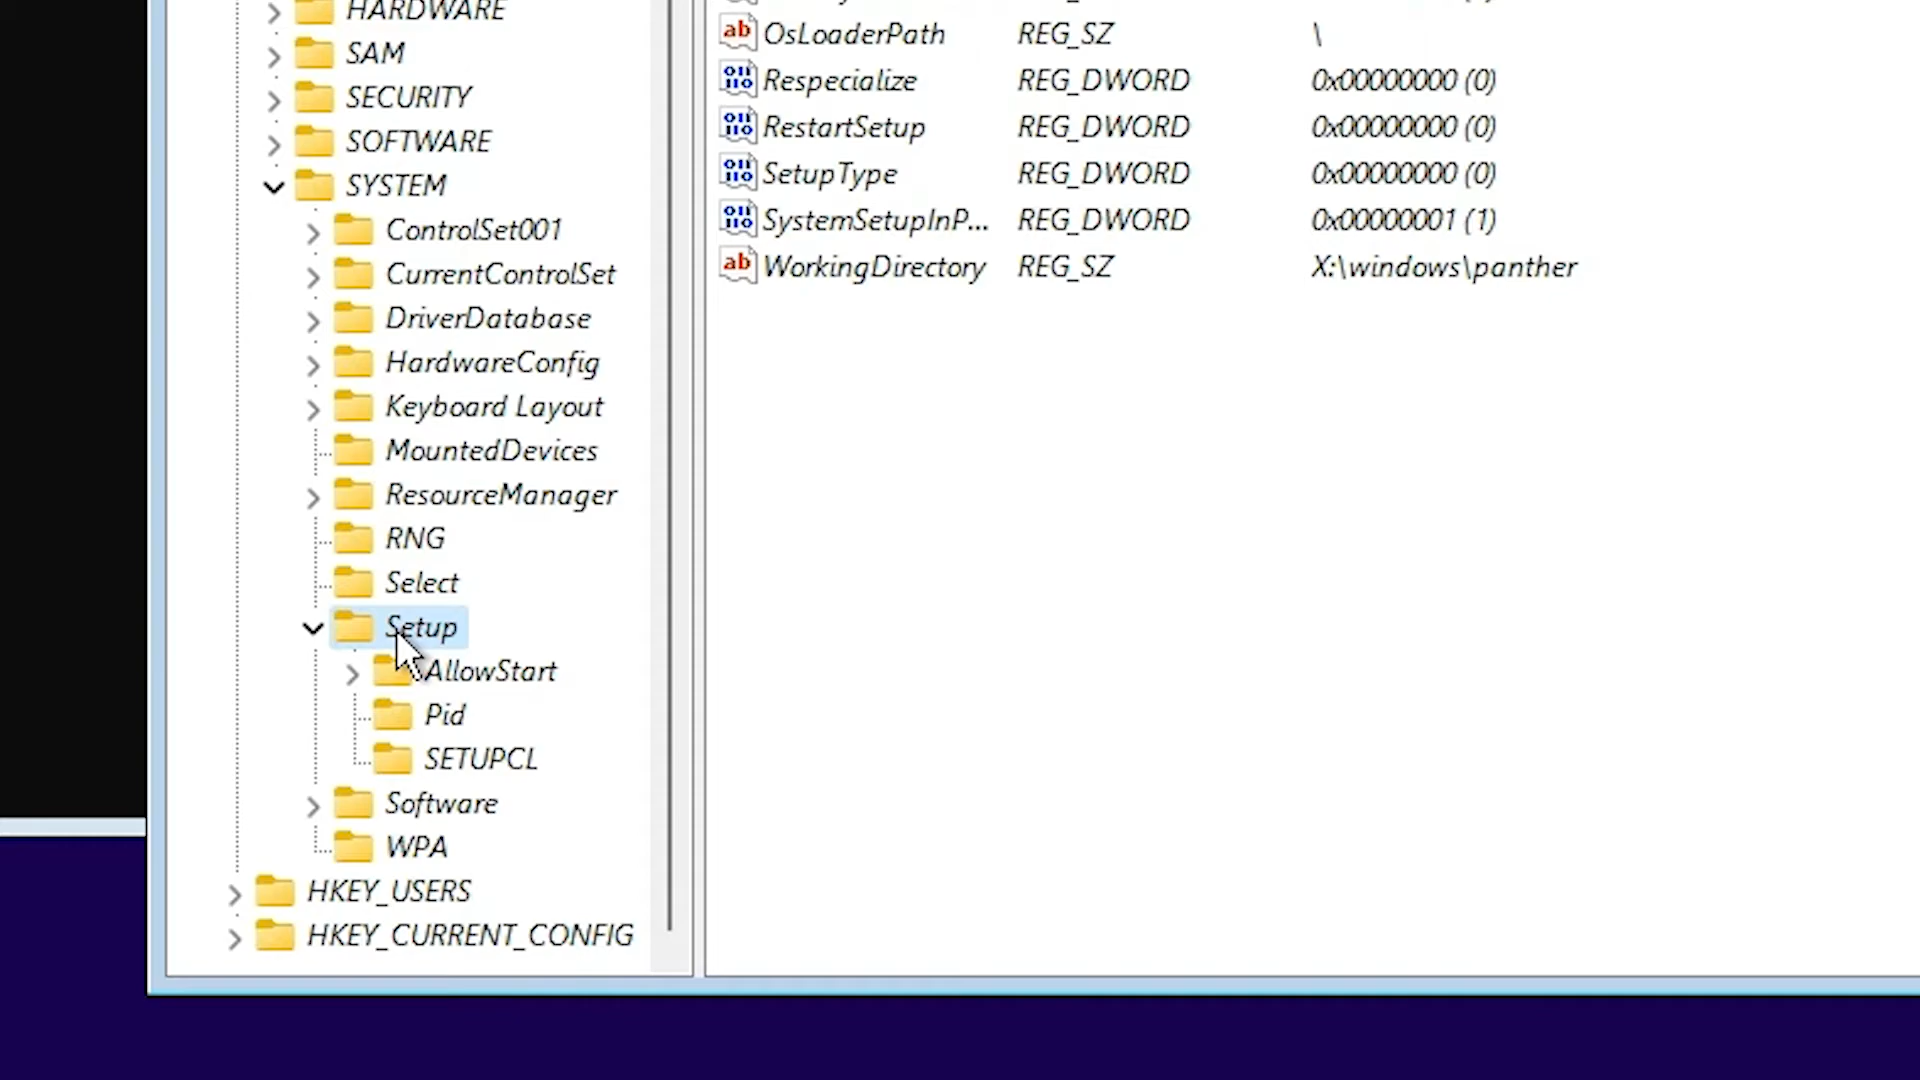 HARDWARE
SAM
SECURITY
SOFTWARE
SYSTEM
ControlSet001
CurrentControlSet
DriverDatabase
HardwareConfig
Keyboard Layout
MountedDevices
ResourceManager
RNG
Select
Setup
AllowStart
Pid
SETUPCL
Software
WPA
HKEY_USERS
HKEY_CURRENT_CONFIG
OsLoaderPath REG_SZ \
Respecialize REG_DWORD 0x00000000 (0)
RestartSetup REG_DWORD 0x00000000 (0)
SetupType REG_DWORD 0x00000000 (0)
SystemSetupInP... REG_DWORD 0x00000001 (1)
WorkingDirectory REG_SZ X:\windows\panther